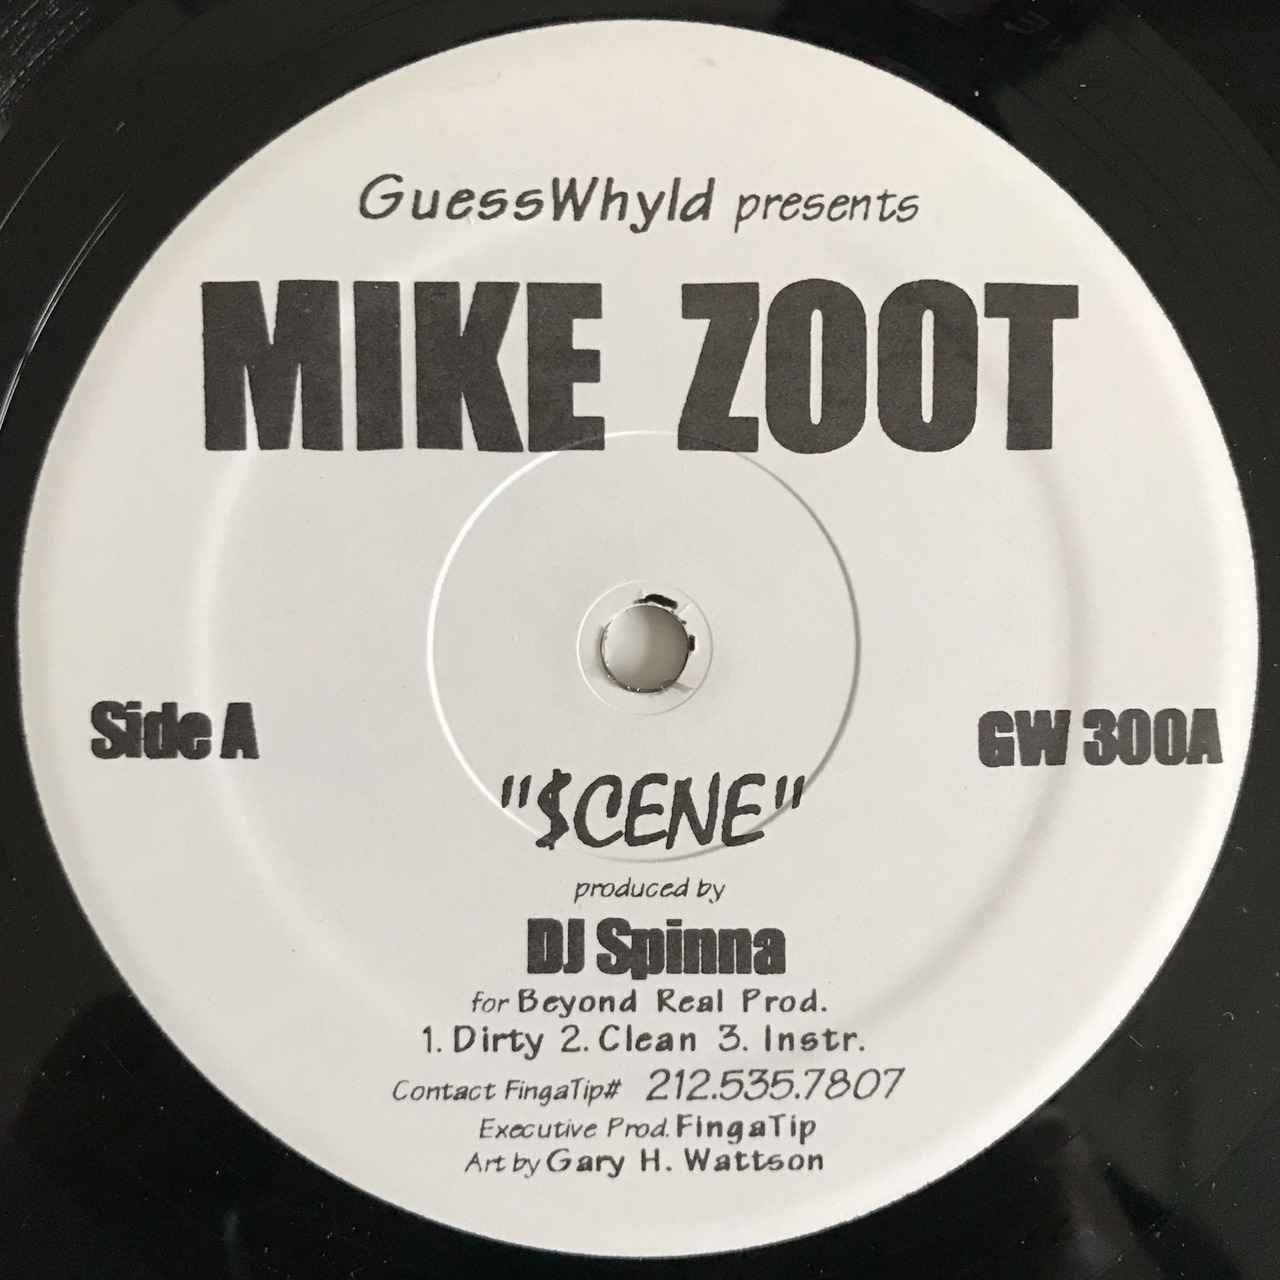 GuessWhyld presents
MIKE ZOOT
Side A
GW 300A
"$CENE"
produced by
DJ Spinna
for Beyond Real Prod.
1. Dirty 2. Clean 3. Instr.
Contact FingaTip# 212.535.7807
Executive Prod. FingaTip
Art by Gary H. Wattson